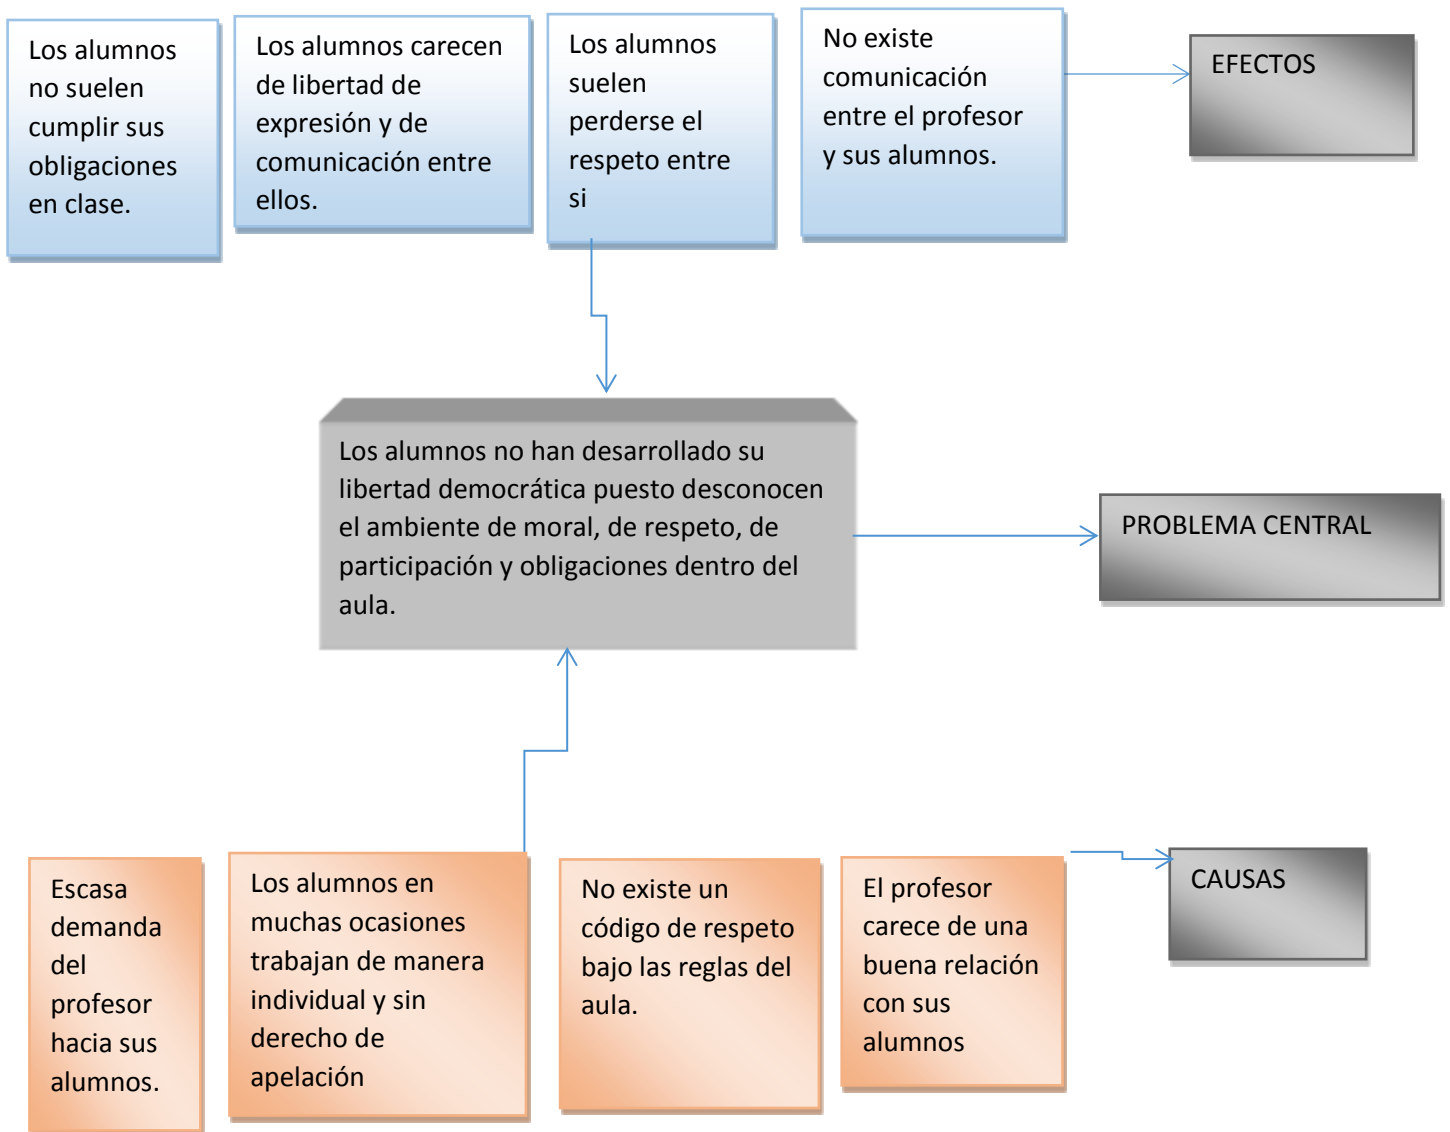 Los alumnos
no suelen
cumplir sus
obligaciones
en clase.
Los alumnos carecen
de libertad de
expresión y de
comunicación entre
ellos.
Los alumnos
suelen
perderse el
respeto entre
si
No existe
comunicación
entre el profesor
y sus alumnos.
EFECTOS
Los alumnos no han desarrollado su
libertad democrática puesto desconocen
el ambiente de moral, de respeto, de
participación y obligaciones dentro del
aula.
PROBLEMA CENTRAL
Escasa
demanda
del
profesor
hacia sus
alumnos.
Los alumnos en
muchas ocasiones
trabajan de manera
individual y sin
derecho de
apelación
No existe un
código de respeto
bajo las reglas del
aula.
El profesor
carece de una
buena relación
con sus
alumnos
CAUSAS